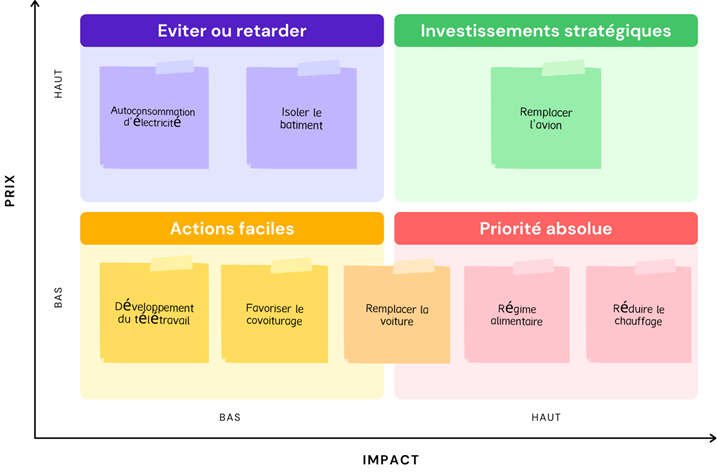 Eviter ou retarder
Investissements stratégiques
HAUT
Autoconsommation
d'électricité
Isoler le
batiment
Remplacer
l'avion
PRIX
Actions faciles
Priorité absolue
BAS
Développement
du télétravail
Favoriser le
covoiturage
Remplacer la
voiture
Régime
alimentaire
Réduire le
chauffage
BAS
HAUT
IMPACT